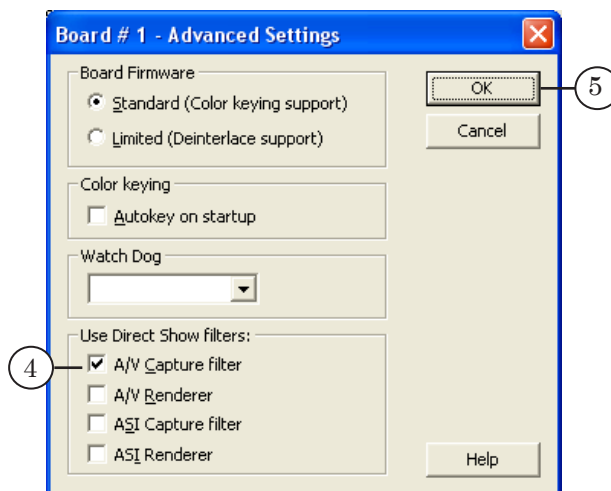 Board # 1 - Advanced Settings
Board Firmware
Standard (Color keying support)
Limited (Deinterlace support)
OK
5
Cancel
Color keying
Autokey on startup
Watch Dog
Use Direct Show filters:
4
A/V Capture filter
A/V Renderer
ASI Capture filter
ASI Renderer
Help